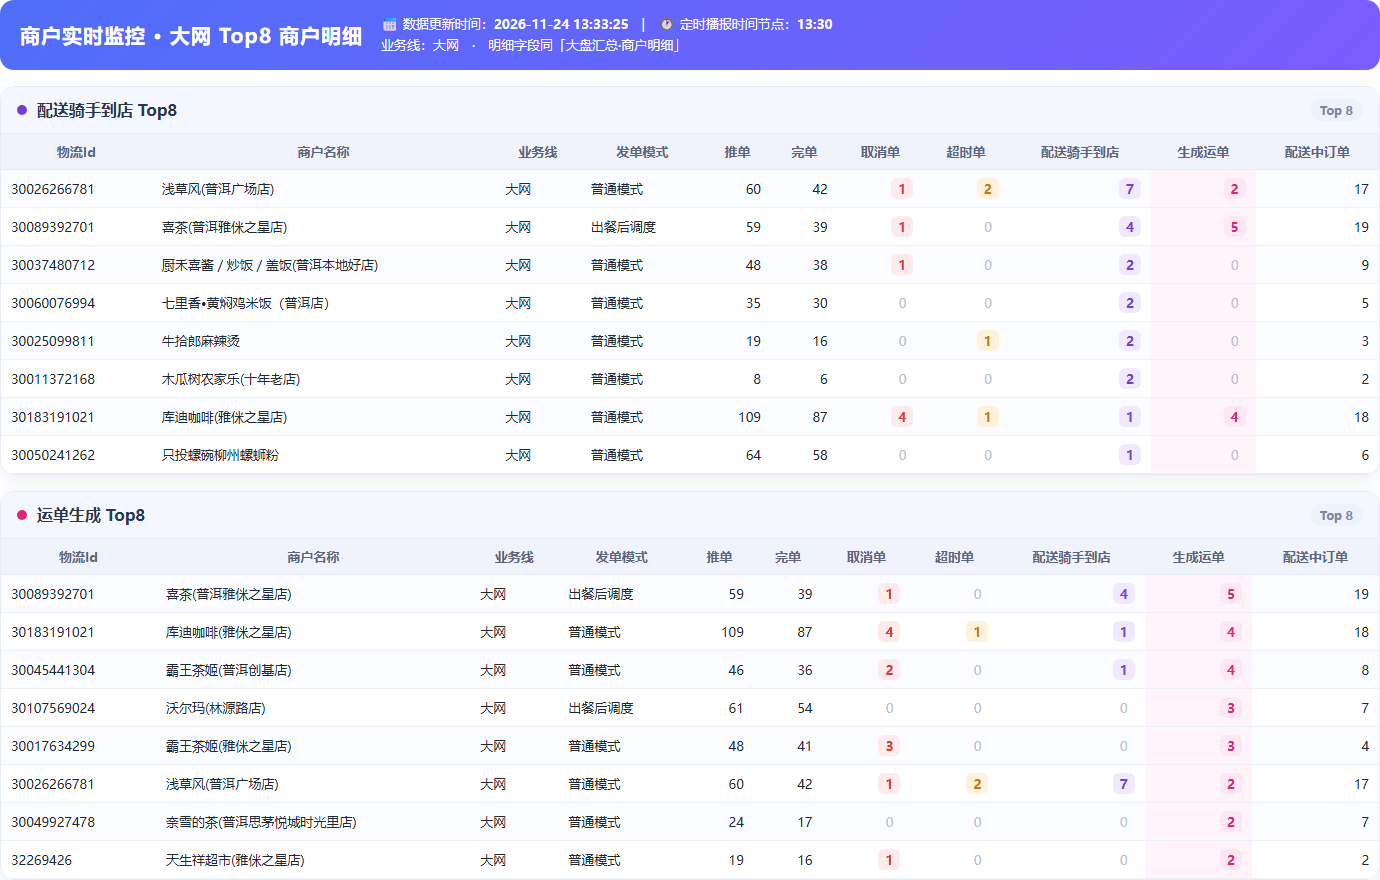 商户实时监控 • 大网 Top8 商户明细
数据更新时间：2026-11-24 13:33:25 | 定时播报时间节点：13:30
业务线：大网 · 明细字段同「大盘汇总·商户明细」
配送骑手到店 Top8 Top 8
物流Id 商户名称 业务线 发单模式 推单 完单 取消单 超时单 配送骑手到店 生成运单 配送中订单
30026266781 浅草风(普洱广场店) 大网 普通模式 60 42 1 2 7 2 17
30089392701 喜茶(普洱雅侎之星店) 大网 出餐后调度 59 39 1 0 4 5 19
30037480712 厨禾喜酱 / 炒饭 / 盖饭(普洱本地好店) 大网 普通模式 48 38 1 0 2 0 9
30060076994 七里香•黄焖鸡米饭（普洱店） 大网 普通模式 35 30 0 0 2 0 5
30025099811 牛拾郎麻辣烫 大网 普通模式 19 16 0 1 2 0 3
30011372168 木瓜树农家乐(十年老店) 大网 普通模式 8 6 0 0 2 0 2
30183191021 库迪咖啡(雅侎之星店) 大网 普通模式 109 87 4 1 1 4 18
30050241262 只投螺碗柳州螺蛳粉 大网 普通模式 64 58 0 0 1 0 6
运单生成 Top8 Top 8
物流Id 商户名称 业务线 发单模式 推单 完单 取消单 超时单 配送骑手到店 生成运单 配送中订单
30089392701 喜茶(普洱雅侎之星店) 大网 出餐后调度 59 39 1 0 4 5 19
30183191021 库迪咖啡(雅侎之星店) 大网 普通模式 109 87 4 1 1 4 18
30045441304 霸王茶姬(普洱创基店) 大网 普通模式 46 36 2 0 1 4 8
30107569024 沃尔玛(林源路店) 大网 出餐后调度 61 54 0 0 0 3 7
30017634299 霸王茶姬(雅侎之星店) 大网 普通模式 48 41 3 0 0 3 4
30026266781 浅草风(普洱广场店) 大网 普通模式 60 42 1 2 7 2 17
30049927478 奈雪的茶(普洱思茅悦城时光里店) 大网 普通模式 24 17 0 0 0 2 7
32269426 天生祥超市(雅侎之星店) 大网 普通模式 19 16 1 0 0 2 2